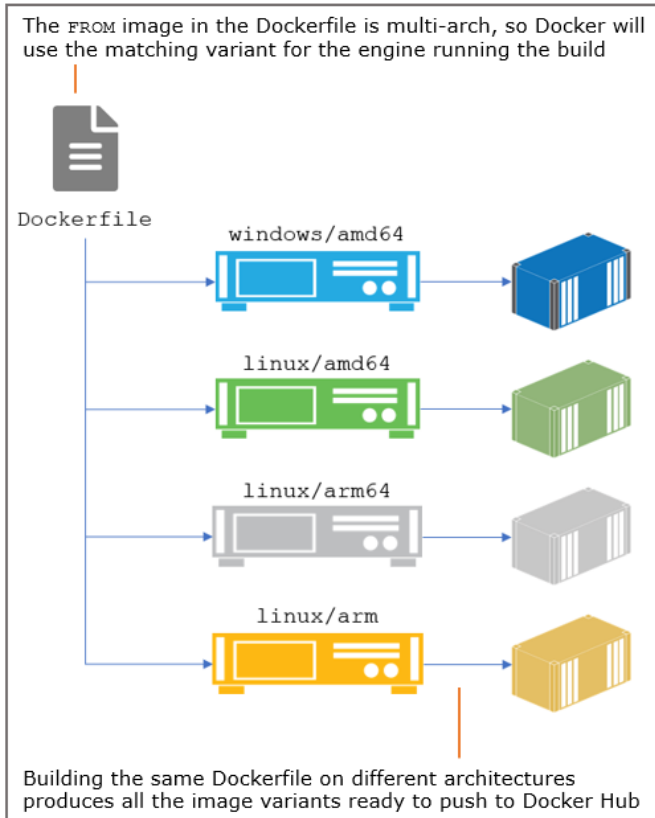 The FROM image in the Dockerfile is multi-arch, so Docker will
use the matching variant for the engine running the build
Dockerfile
windows/amd64
linux/amd64
linux/arm64
linux/arm
Building the same Dockerfile on different architectures
produces all the image variants ready to push to Docker Hub